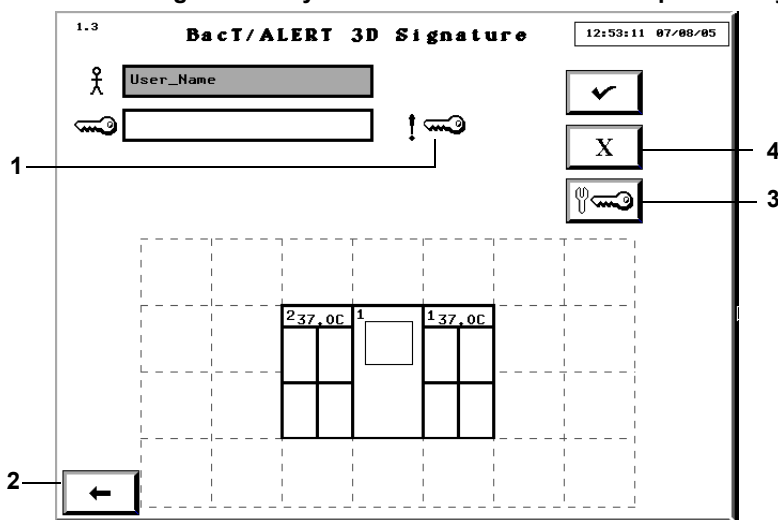 1.3 BacT/ALERT 3D Signature 12:53:11 07/08/05
User_Name
!
1
X 4
3
2 37.0C 1 1 37.0C
2